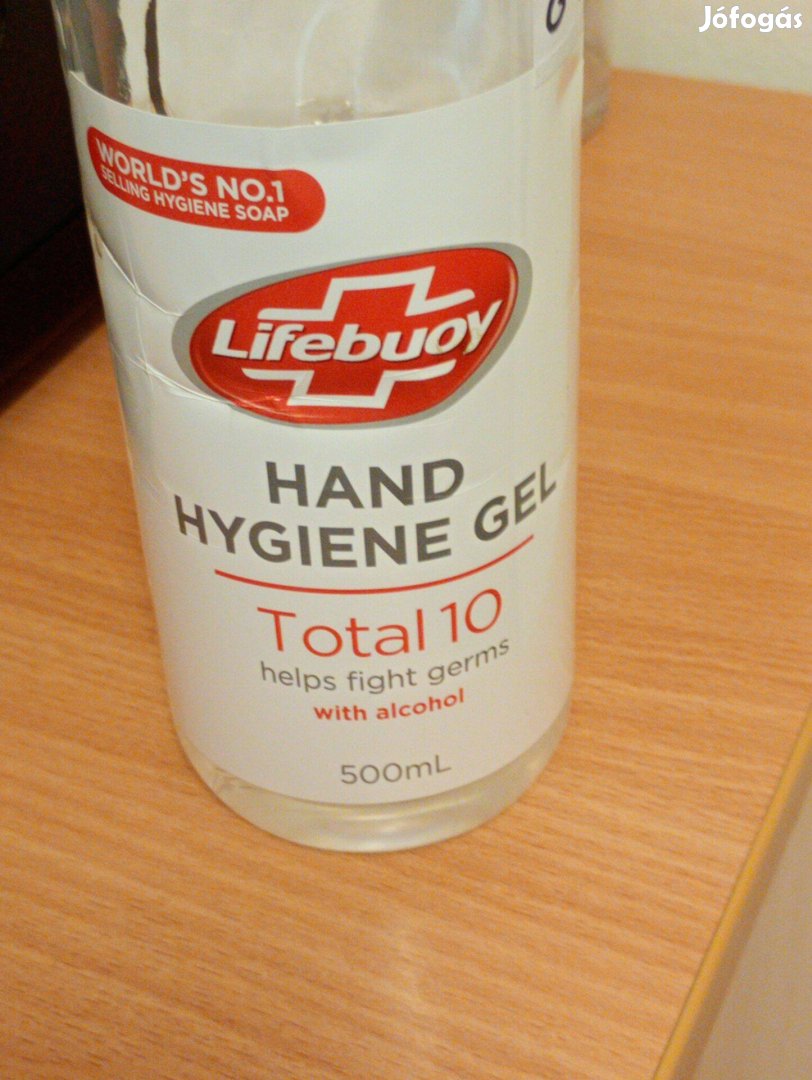 Jófogás
G
WORLD'S NO.1
SELLING HYGIENE SOAP
Lifebuoy
HAND
HYGIENE GEL
Total 10
helps fight germs
with alcohol
500mL